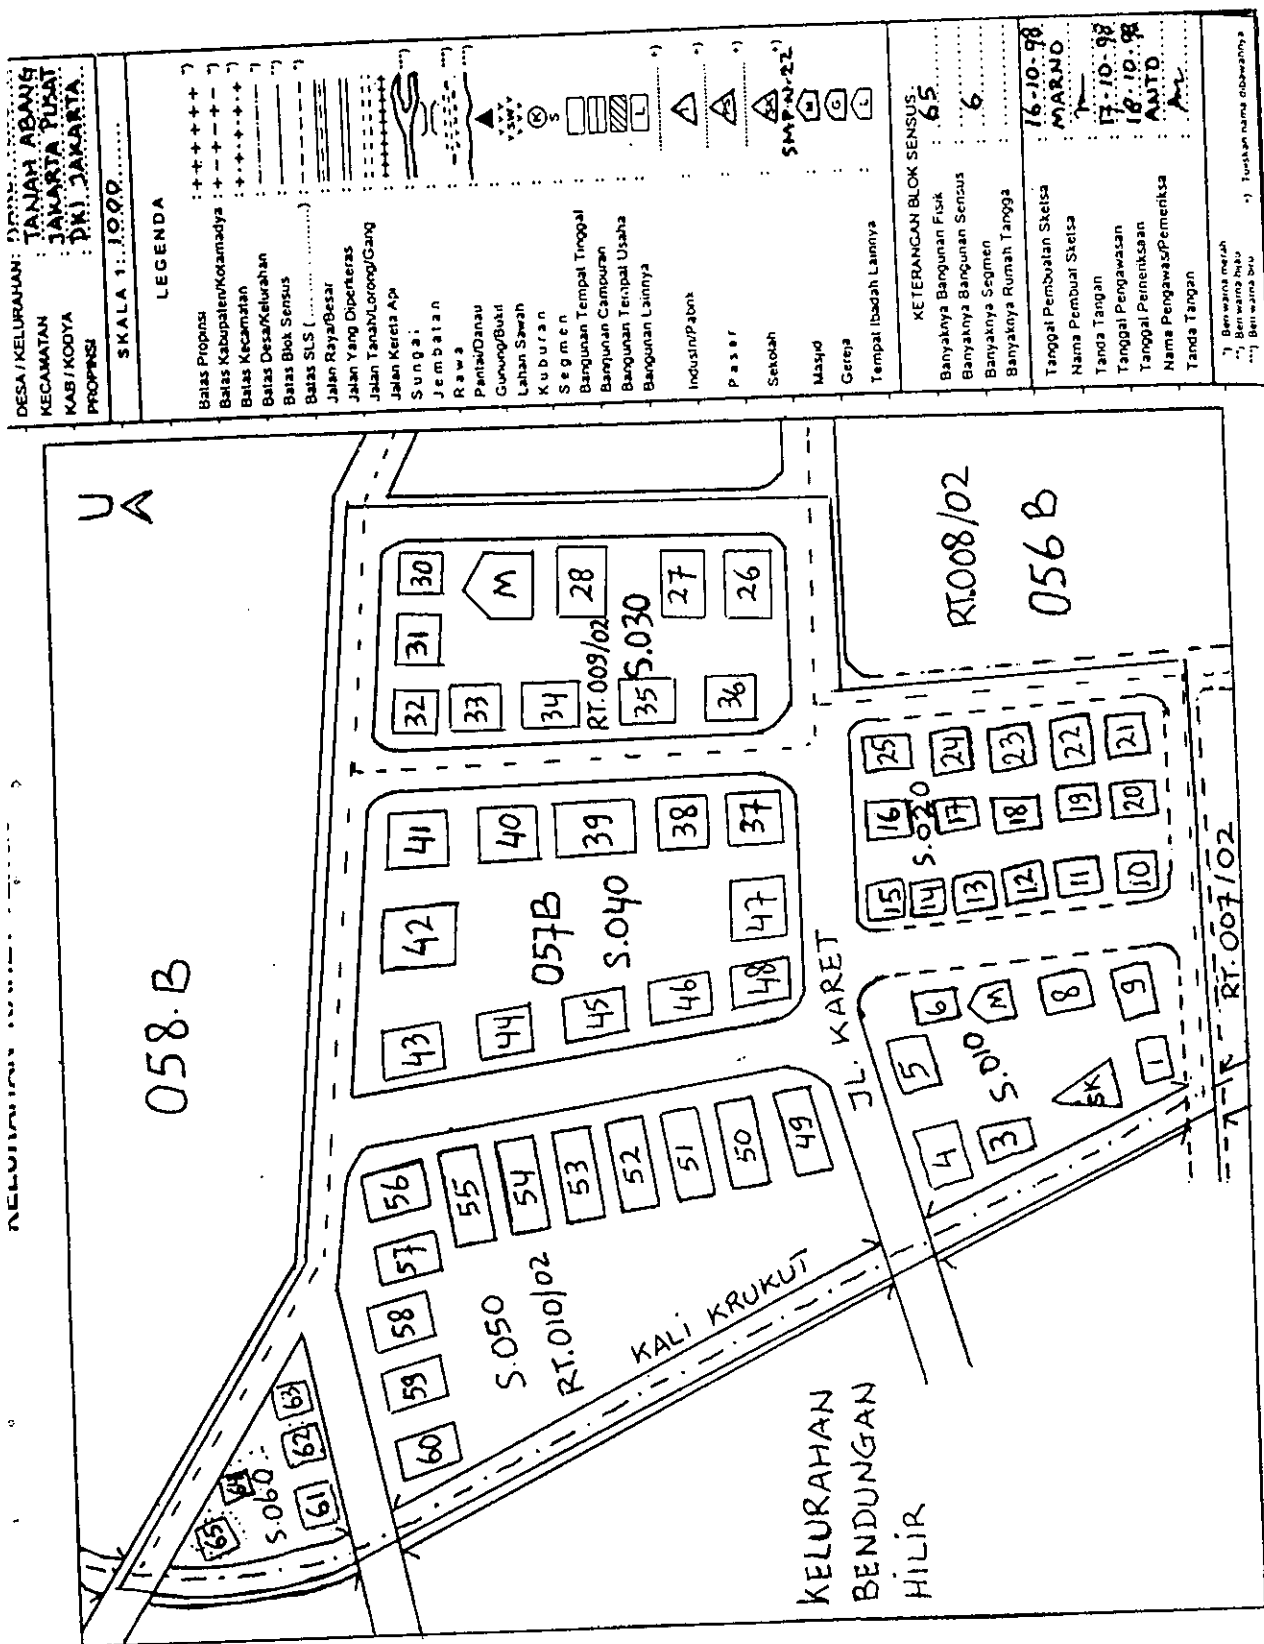 DESA / KELURAHAN :
KECAMATAN : TANAH ABANG
KAB / KODYA : JAKARTA PUSAT
PROPINSI : DKI JAKARTA
SKALA 1 : 1000
LEGENDA
Batas Propinsi
Batas Kabupaten/Kotamadya
Batas Kecamatan
Batas Desa/Kelurahan
Batas Blok Sensus
Batas SLS (..................)
Jalan Raya/Besar
Jalan Yang Diperkeras
Jalan Tanah/Lorong/Gang
Jalan Kereta Api
Sungai
Jembatan
Rawa
Pantai/Danau
Gunung/Bukit
Lahan Sawah
Kuburan
Segmen S
Bangunan Tempat Tinggal
Bangunan Campuran
Bangunan Tempat Usaha
Bangunan Lainnya L
Industri/Pabrik
Pasar
Sekolah
SMP N. 22
Masjid M
Gereja G
Tempat Ibadah Lainnya L
KETERANGAN BLOK SENSUS
Banyaknya Bangunan Fisik : 65
Banyaknya Bangunan Sensus
Banyaknya Segmen : 6
Banyaknya Rumah Tangga
Tanggal Pembuatan Sketsa : 16-10-98
Nama Pembuat Sketsa : MARNO
Tanda Tangan
Tanggal Pengawasan : 17-10-98
Tanggal Pemeriksaan : 18-10-98
Nama Pengawas/Pemeriksa : ANTO
Tanda Tangan
*) Berwarna merah
**) Berwarna hijau
***) Berwarna biru
+) Tuliskan nama dibawahnya
U
058.B
65 64
S.060
61 62 63
60 59 58 57 56
55
54
53
52
51
50
49
S.050
RT.010/02
KALI KRUKUT
43 42 41
44 40
45 39
46 38
48 47 37
057B
S.040
32 31 30
33 M
34 28
RT.009/02
35 S.030 27
36 26
JL. KARET
4 5
3 6
S.010 M
SK 8
1 9
15 16 25
14 S.020 17 24
13 18 23
12 19 22
11 20 21
10
RT.008/02
056 B
RT.007/02
KELURAHAN
BENDUNGAN
HILIR